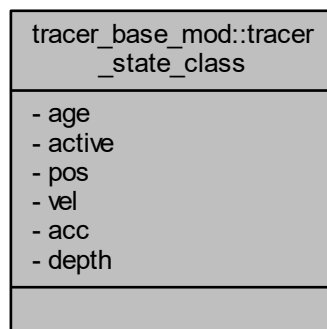 tracer_base_mod::tracer
_state_class
- age
- active
- pos
- vel
- acc
- depth